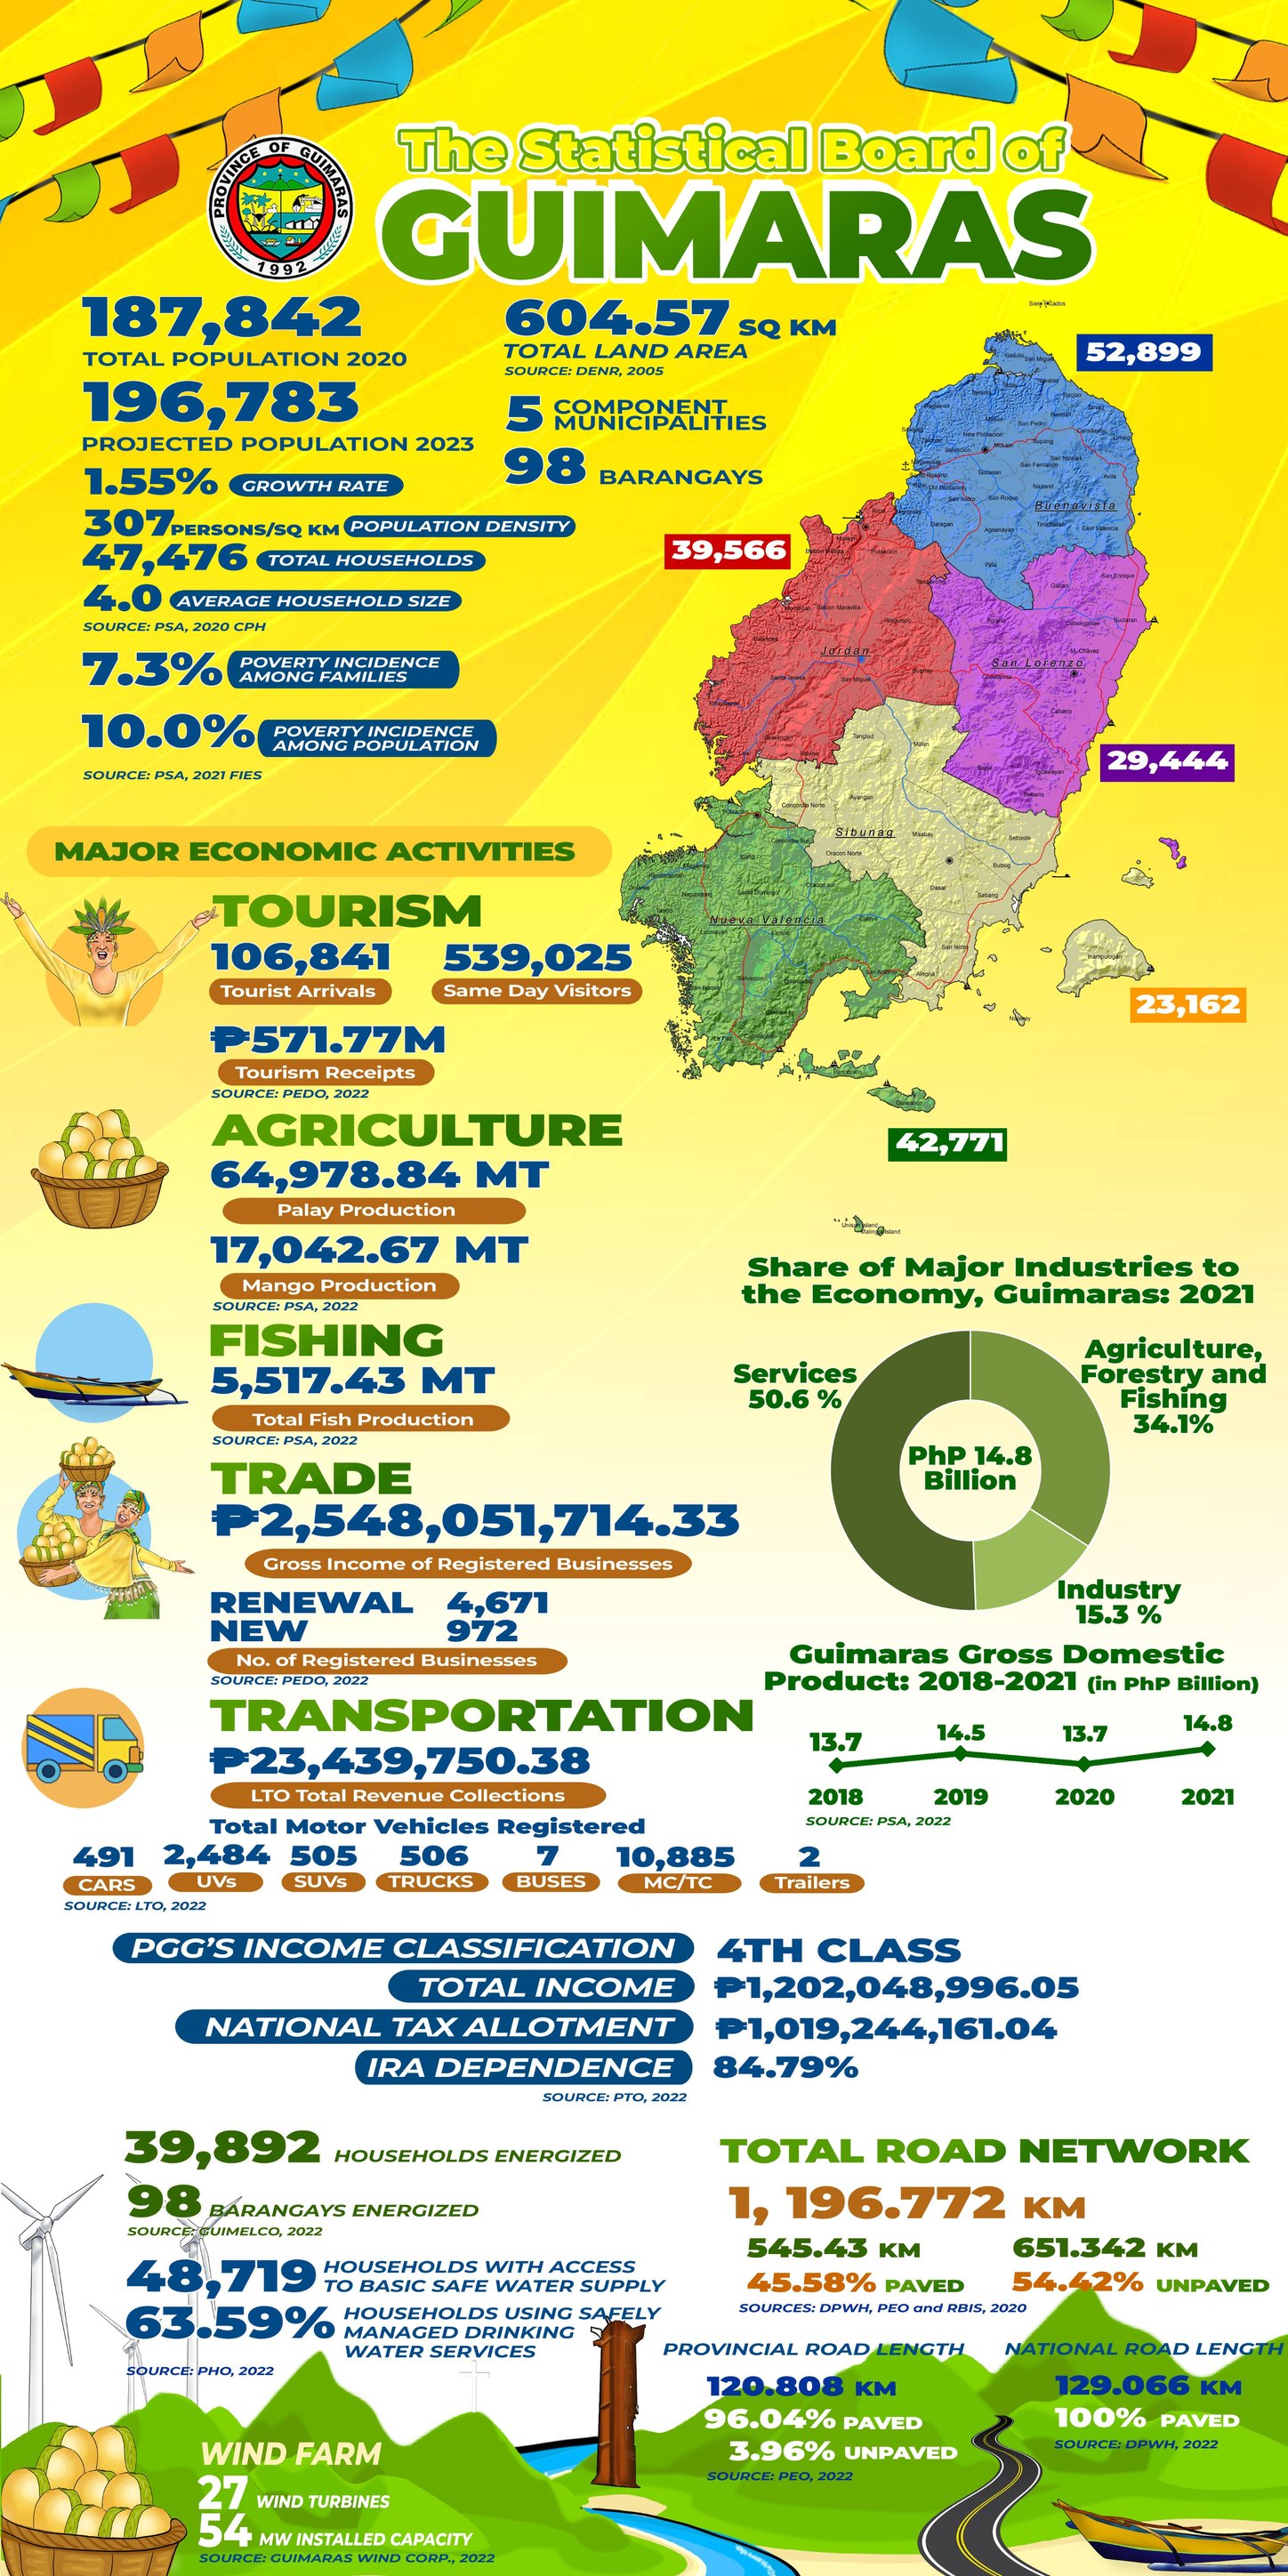 PROVINCE OF GUIMARAS
1992
The Statistical Board of
GUIMARAS
187,842
TOTAL POPULATION 2020
196,783
PROJECTED POPULATION 2023
1.55% GROWTH RATE
307 PERSONS/SQ KM POPULATION DENSITY
47,476 TOTAL HOUSEHOLDS
4.0 AVERAGE HOUSEHOLD SIZE
SOURCE: PSA, 2020 CPH
7.3% POVERTY INCIDENCE
AMONG FAMILIES
10.0% POVERTY INCIDENCE
AMONG POPULATION
SOURCE: PSA, 2021 FIES
604.57 SQ KM
TOTAL LAND AREA
SOURCE: DENR, 2005
5 COMPONENT
MUNICIPALITIES
98 BARANGAYS
52,899
Buenavista
39,566
Jordan
San Lorenzo
29,444
Sibunag
Nueva Valencia
23,162
42,771
MAJOR ECONOMIC ACTIVITIES
TOURISM
106,841 539,025
Tourist Arrivals Same Day Visitors
₱571.77M
Tourism Receipts
SOURCE: PEDO, 2022
AGRICULTURE
64,978.84 MT
Palay Production
17,042.67 MT
Mango Production
SOURCE: PSA, 2022
FISHING
5,517.43 MT
Total Fish Production
SOURCE: PSA, 2022
TRADE
₱2,548,051,714.33
Gross Income of Registered Businesses
RENEWAL 4,671
NEW 972
No. of Registered Businesses
SOURCE: PEDO, 2022
TRANSPORTATION
₱23,439,750.38
LTO Total Revenue Collections
Total Motor Vehicles Registered
491 2,484 505 506 7 10,885 2
CARS UVs SUVs TRUCKS BUSES MC/TC Trailers
SOURCE: LTO, 2022
Share of Major Industries to
the Economy, Guimaras: 2021
Services
50.6 %
Agriculture,
Forestry and
Fishing
34.1%
PhP 14.8
Billion
Industry
15.3 %
Guimaras Gross Domestic
Product: 2018-2021 (in PhP Billion)
13.7 14.5 13.7 14.8
2018 2019 2020 2021
SOURCE: PSA, 2022
PGG'S INCOME CLASSIFICATION 4TH CLASS
TOTAL INCOME ₱1,202,048,996.05
NATIONAL TAX ALLOTMENT ₱1,019,244,161.04
IRA DEPENDENCE 84.79%
SOURCE: PTO, 2022
39,892 HOUSEHOLDS ENERGIZED
98 BARANGAYS ENERGIZED
SOURCE: GUIMELCO, 2022
48,719 HOUSEHOLDS WITH ACCESS
TO BASIC SAFE WATER SUPPLY
63.59% HOUSEHOLDS USING SAFELY
MANAGED DRINKING
WATER SERVICES
SOURCE: PHO, 2022
WIND FARM
27 WIND TURBINES
54 MW INSTALLED CAPACITY
SOURCE: GUIMARAS WIND CORP., 2022
TOTAL ROAD NETWORK
1, 196.772 KM
545.43 KM 651.342 KM
45.58% PAVED 54.42% UNPAVED
SOURCES: DPWH, PEO and RBIS, 2020
PROVINCIAL ROAD LENGTH
120.808 KM
96.04% PAVED
3.96% UNPAVED
SOURCE: PEO, 2022
NATIONAL ROAD LENGTH
129.066 KM
100% PAVED
SOURCE: DPWH, 2022